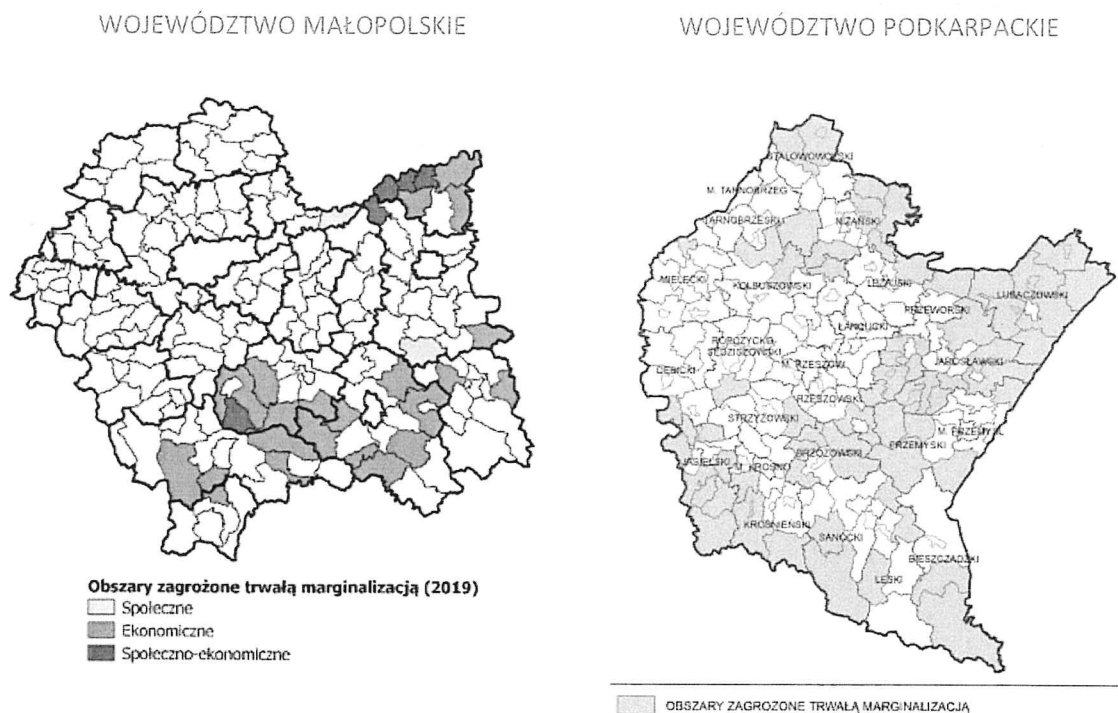 WOJEWÓDZTWO MAŁOPOLSKIE
Obszary zagrożone trwałą marginalizacją (2019)
Społeczne
Ekonomiczne
Społeczno-ekonomiczne
WOJEWÓDZTWO PODKARPACKIE
STALOWOWOLSKI
M. TARNOBRZEG
TARNOBRZESKI
NIŻAŃSKI
MIELECKI
KOLBUSZOWSKI
LEŻAJSKI
LUBACZOWSKI
PRZEWORSKI
ŁAŃCUCKI
ROPCZYCKO
SĘDZISZOWSKI
M. RZESZÓW
JAROSŁAWSKI
DĘBICKI
RZESZOWSKI
STRZYŻOWSKI
M. PRZEMYŚL
PRZEMYSKI
JASIELSKI
M. KROSNO
BRZOZOWSKI
KROŚNIEŃSKI
SANOCKI
BIESZCZADZKI
LESKI
OBSZARY ZAGROŻONE TRWAŁĄ MARGINALIZACJĄ